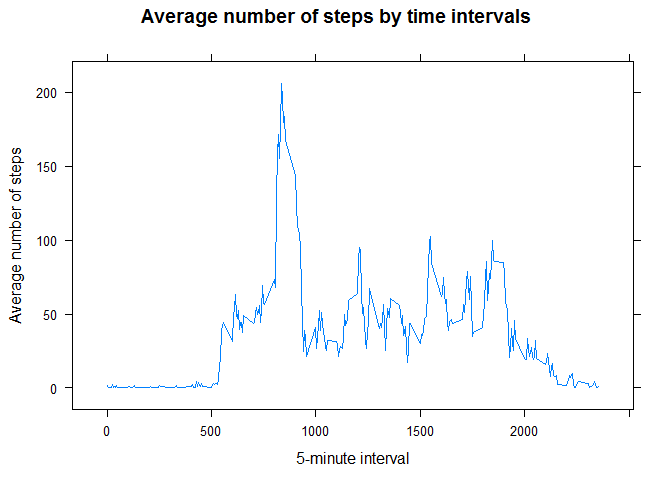 Average number of steps by time intervals
Average number of steps
200
150
100
50
0
0 500 1000 1500 2000
5-minute interval